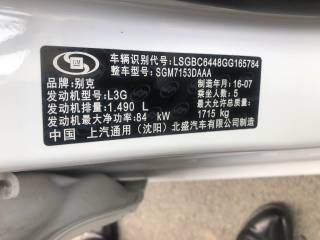 GM
车辆识别代号: LSGBC6448GG165784
整车型号: SGM7153DAAA
品牌: 别克 制造年月: 16-07
发动机型号: L3G 乘坐人数: 5
发动机排量: 1.490 L 最大允许总质量: 1715 kg
发动机最大净功率: 84 kW
中国 上汽通用(沈阳)北盛汽车有限公司